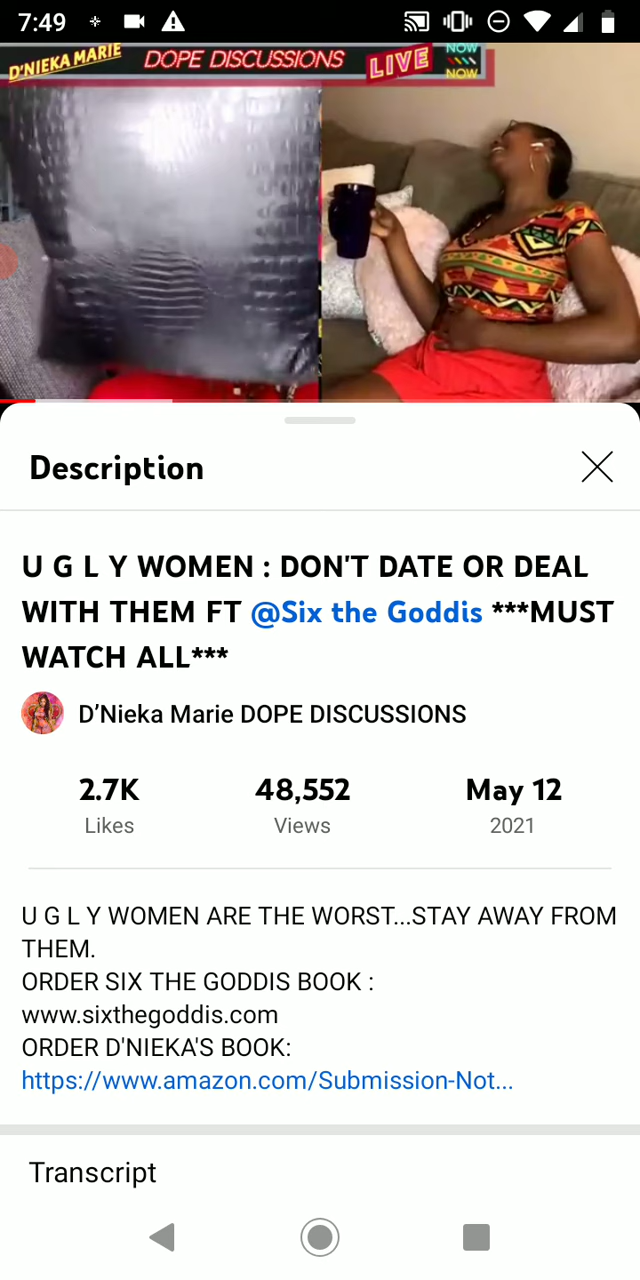 7:49
D'NIEKA MARIE DOPE DISCUSSIONS LIVE NOW
NOW
Description
U G L Y WOMEN : DON'T DATE OR DEAL
WITH THEM FT @Six the Goddis ***MUST
WATCH ALL***
D’Nieka Marie DOPE DISCUSSIONS
2.7K 48,552 May 12
Likes Views 2021
U G L Y WOMEN ARE THE WORST...STAY AWAY FROM
THEM.
ORDER SIX THE GODDIS BOOK :
www.sixthegoddis.com
ORDER D'NIEKA'S BOOK:
https://www.amazon.com/Submission-Not...
Transcript